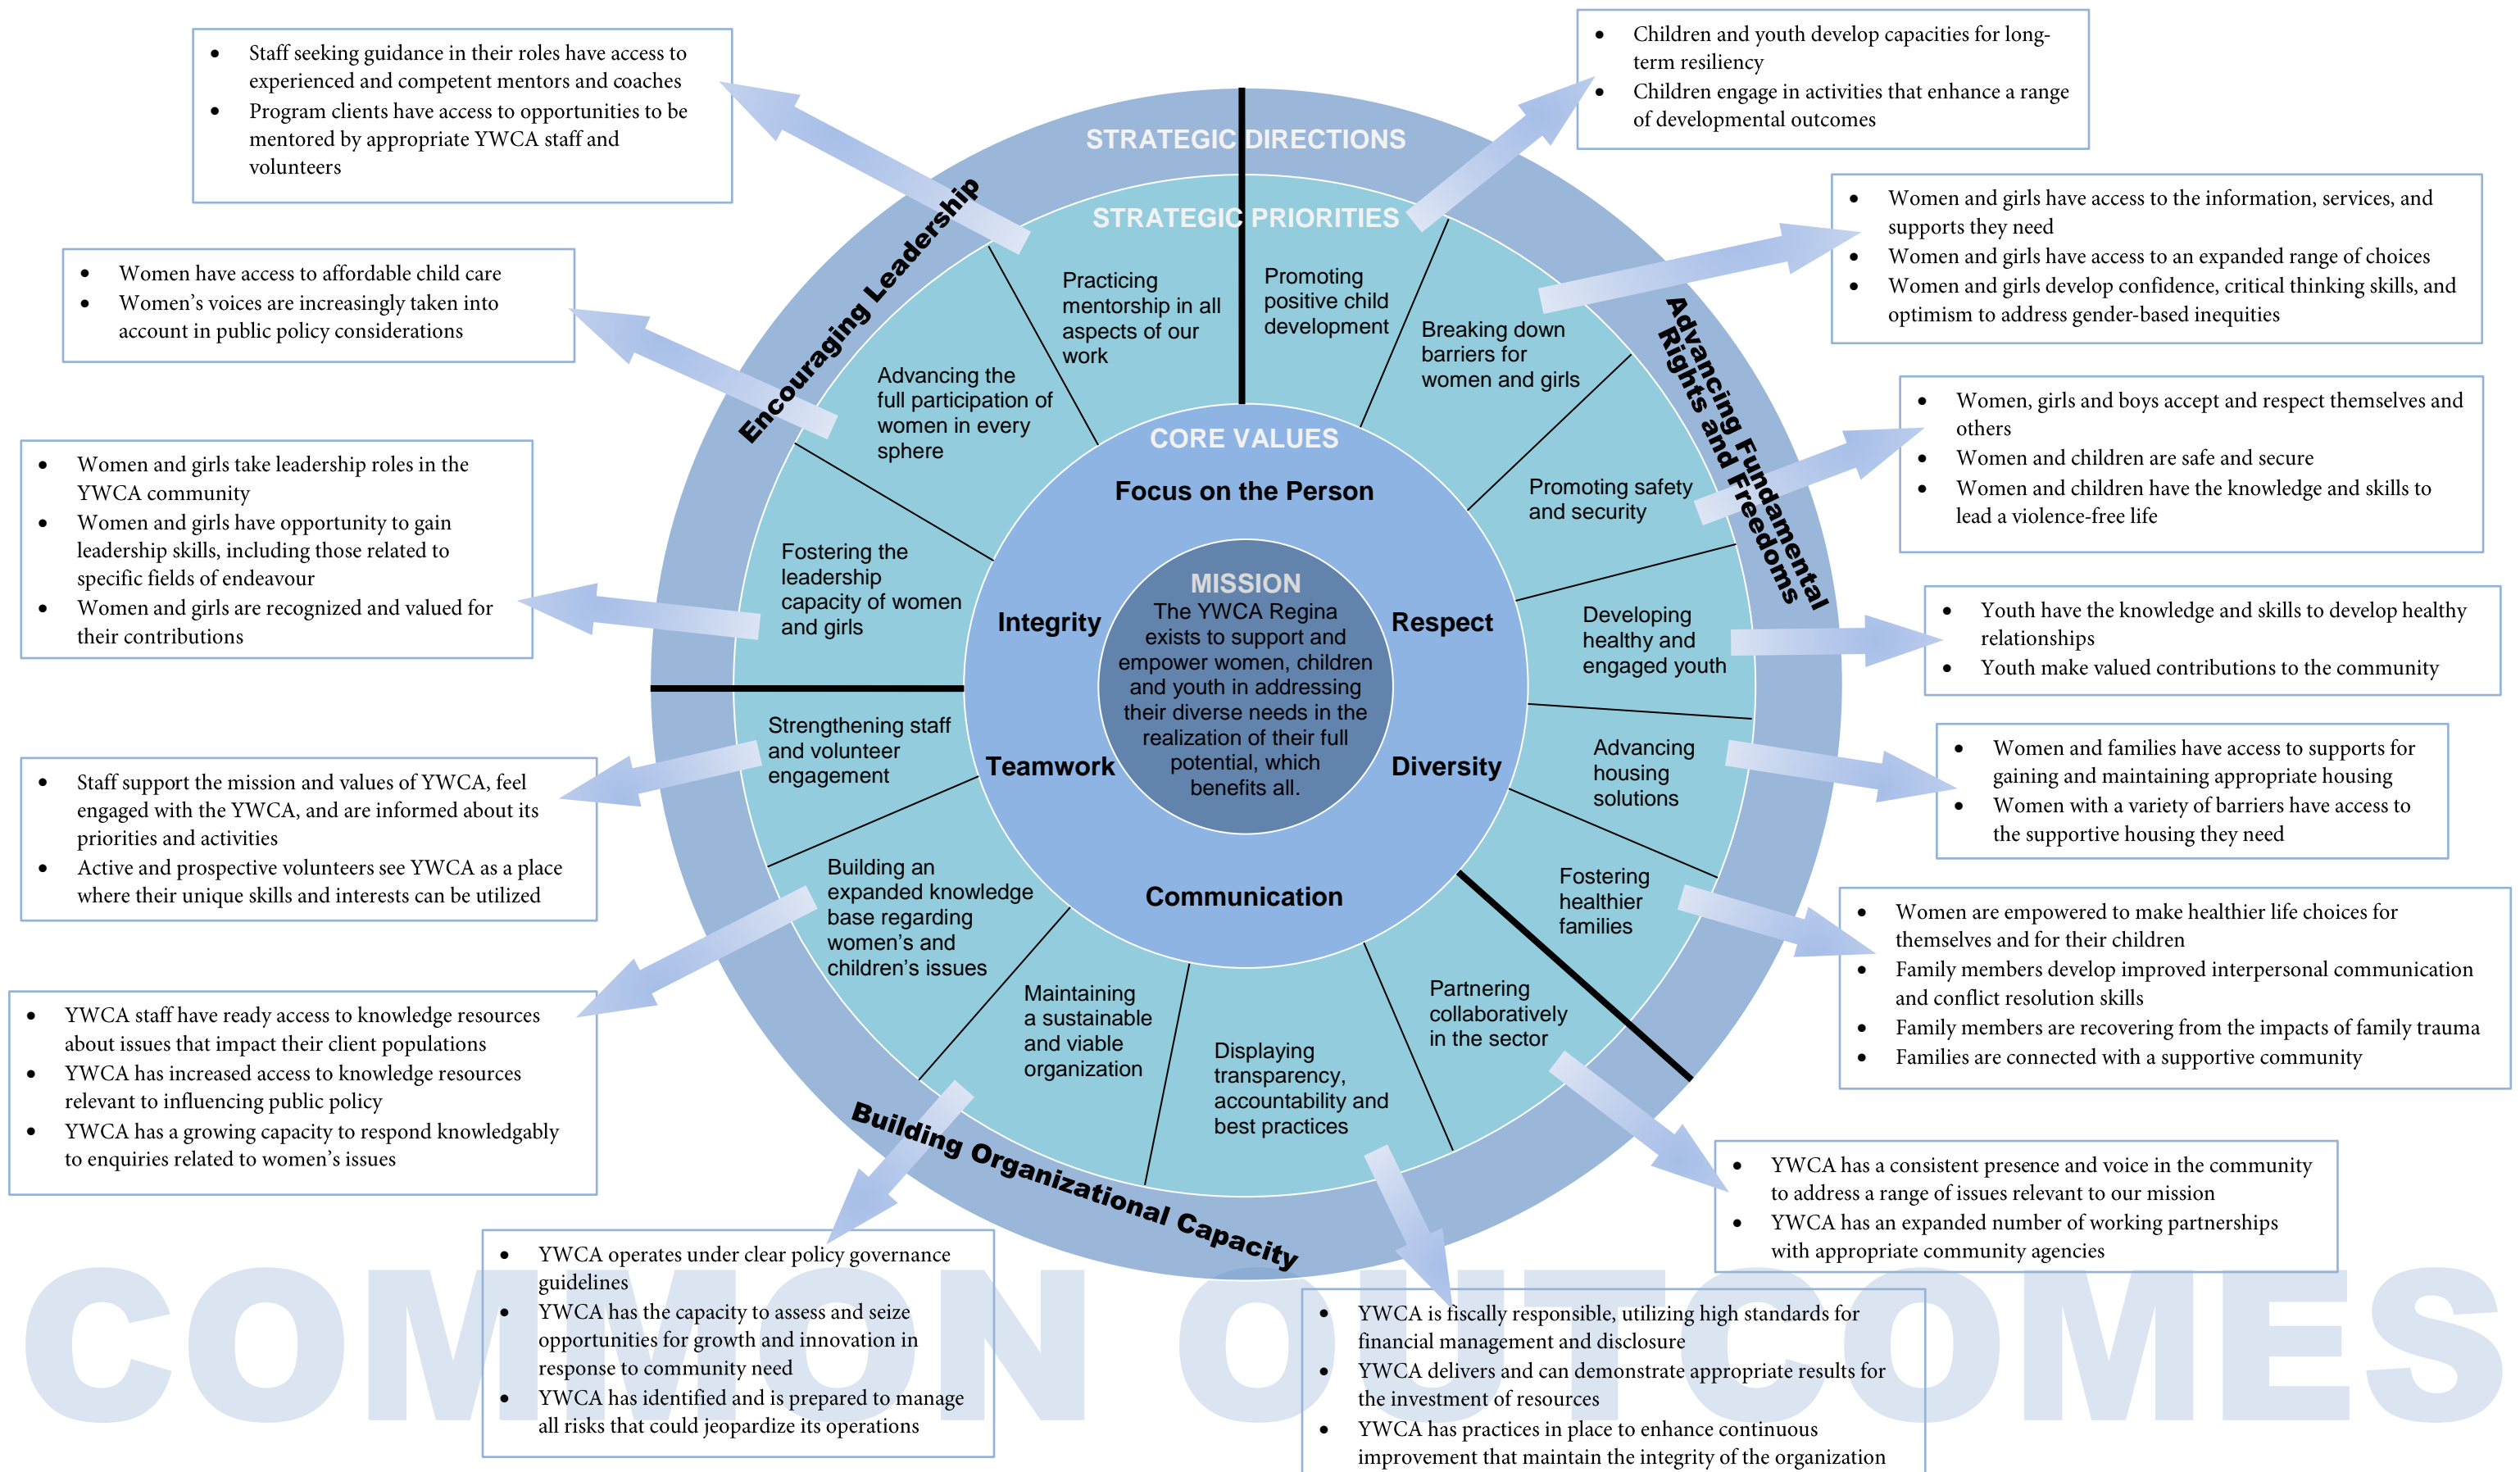 • Staff seeking guidance in their roles have access to
experienced and competent mentors and coaches
• Program clients have access to opportunities to be
mentored by appropriate YWCA staff and
volunteers
• Women have access to affordable child care
• Women’s voices are increasingly taken into
account in public policy considerations
• Women and girls take leadership roles in the
YWCA community
• Women and girls have opportunity to gain
leadership skills, including those related to
specific fields of endeavour
• Women and girls are recognized and valued for
their contributions
• Staff support the mission and values of YWCA, feel
engaged with the YWCA, and are informed about its
priorities and activities
• Active and prospective volunteers see YWCA as a place
where their unique skills and interests can be utilized
• YWCA staff have ready access to knowledge resources
about issues that impact their client populations
• YWCA has increased access to knowledge resources
relevant to influencing public policy
• YWCA has a growing capacity to respond knowledgably
to enquiries related to women’s issues
• YWCA operates under clear policy governance
guidelines
• YWCA has the capacity to assess and seize
opportunities for growth and innovation in
response to community need
• YWCA has identified and is prepared to manage
all risks that could jeopardize its operations
STRATEGIC DIRECTIONS
STRATEGIC PRIORITIES
Encouraging Leadership
Advancing Fundamental
Rights and Freedoms
Building Organizational Capacity
Practicing
mentorship in all
aspects of our
work
Advancing the
full participation of
women in every
sphere
Fostering the
leadership
capacity of women
and girls
Strengthening staff
and volunteer
engagement
Building an
expanded knowledge
base regarding
women’s and
children’s issues
Maintaining
a sustainable
and viable
organization
Displaying
transparency,
accountability and
best practices
Partnering
collaboratively
in the sector
Fostering
healthier
families
Advancing
housing
solutions
Developing
healthy and
engaged youth
Promoting safety
and security
Breaking down
barriers for
women and girls
Promoting
positive child
development
CORE VALUES
Focus on the Person
Integrity
Respect
Teamwork
Diversity
Communication
MISSION
The YWCA Regina
exists to support and
empower women, children
and youth in addressing
their diverse needs in the
realization of their full
potential, which
benefits all.
• Children and youth develop capacities for long-
term resiliency
• Children engage in activities that enhance a range
of developmental outcomes
• Women and girls have access to the information, services, and
supports they need
• Women and girls have access to an expanded range of choices
• Women and girls develop confidence, critical thinking skills, and
optimism to address gender-based inequities
• Women, girls and boys accept and respect themselves and
others
• Women and children are safe and secure
• Women and children have the knowledge and skills to
lead a violence-free life
• Youth have the knowledge and skills to develop healthy
relationships
• Youth make valued contributions to the community
• Women and families have access to supports for
gaining and maintaining appropriate housing
• Women with a variety of barriers have access to
the supportive housing they need
• Women are empowered to make healthier life choices for
themselves and for their children
• Family members develop improved interpersonal communication
and conflict resolution skills
• Family members are recovering from the impacts of family trauma
• Families are connected with a supportive community
• YWCA has a consistent presence and voice in the community
to address a range of issues relevant to our mission
• YWCA has an expanded number of working partnerships
with appropriate community agencies
• YWCA is fiscally responsible, utilizing high standards for
financial management and disclosure
• YWCA delivers and can demonstrate appropriate results for
the investment of resources
• YWCA has practices in place to enhance continuous
improvement that maintain the integrity of the organization
COMMON OUTCOMES